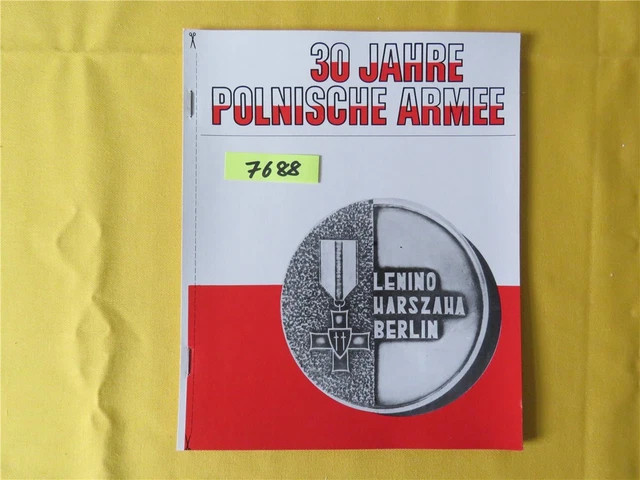 30 JAHRE
POLNISCHE ARMEE
7688
LENINO
WARSZAWA
BERLIN